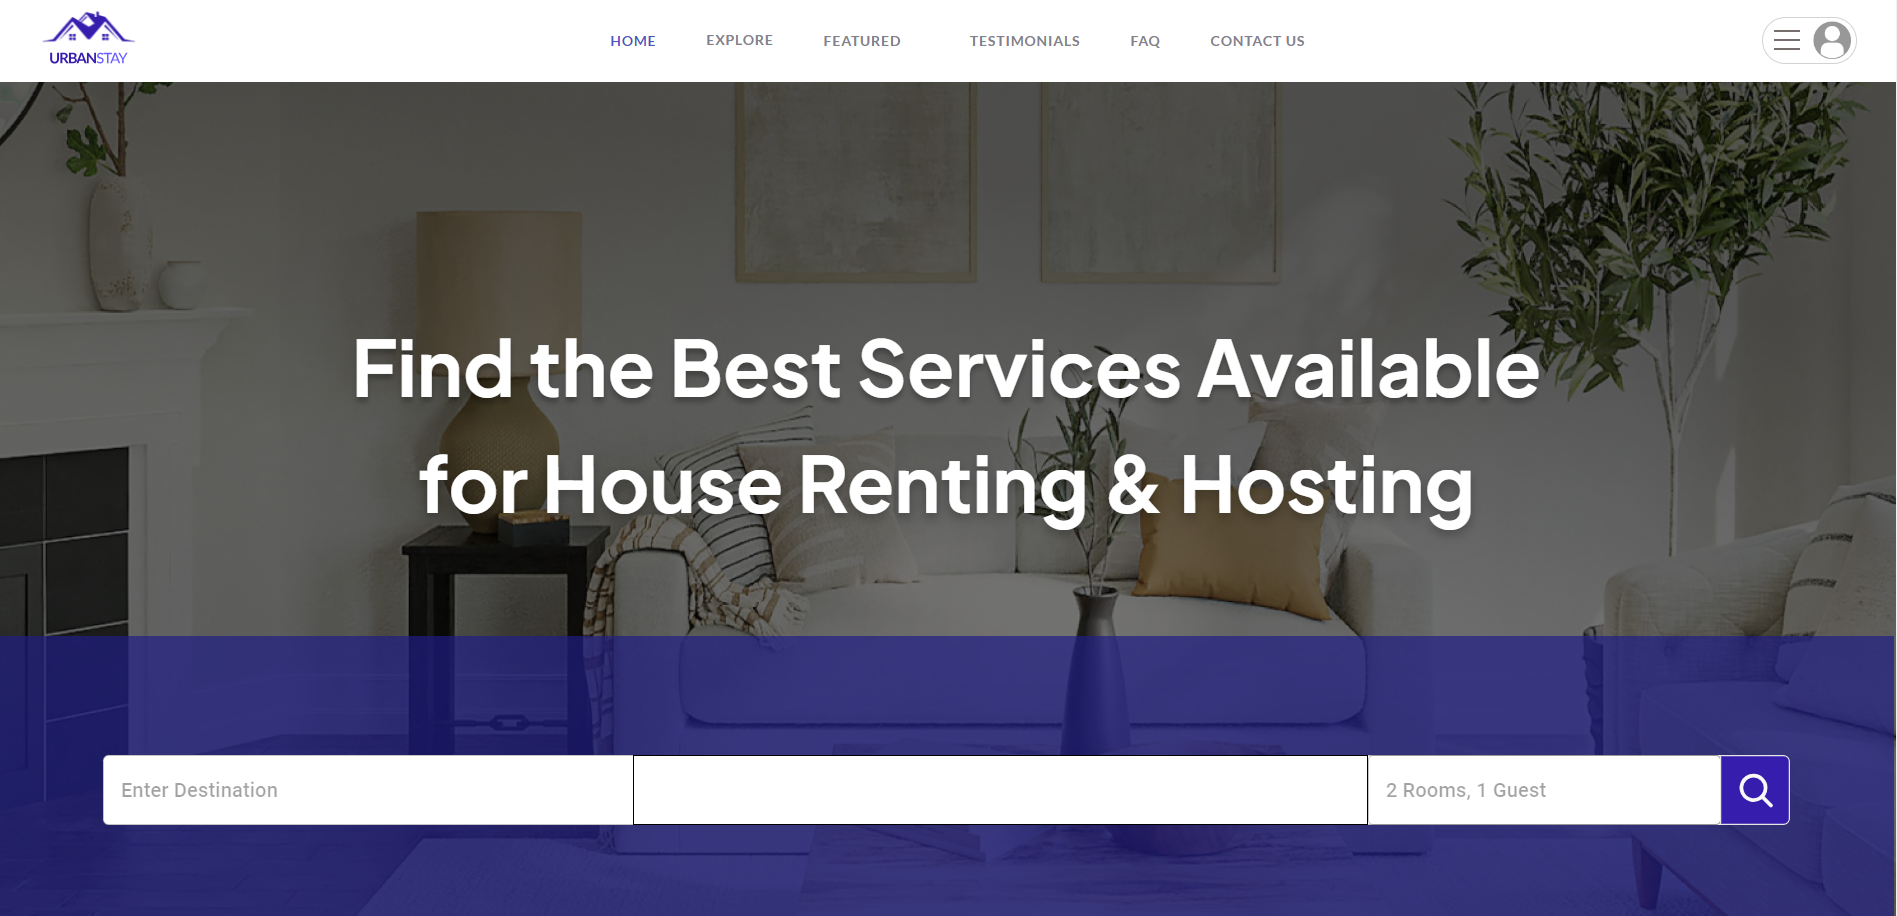 URBANSTAY
HOME EXPLORE FEATURED TESTIMONIALS FAQ CONTACT US
Find the Best Services Available
for House Renting & Hosting
Enter Destination
2 Rooms, 1 Guest